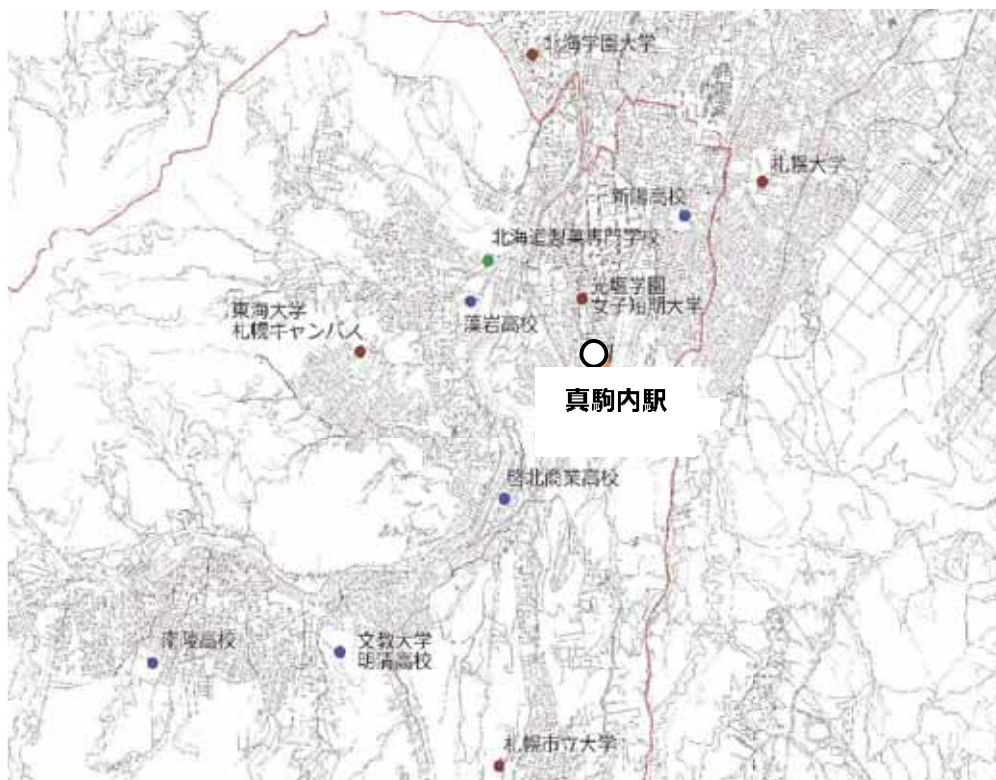 北海学園大学
札幌大学
新陽高校
北海道製菓専門学校
光塩学園
女子短期大学
東海大学
札幌キャンパス
藻岩高校
真駒内駅
啓北商業高校
南陵高校
文教大学
明清高校
札幌市立大学